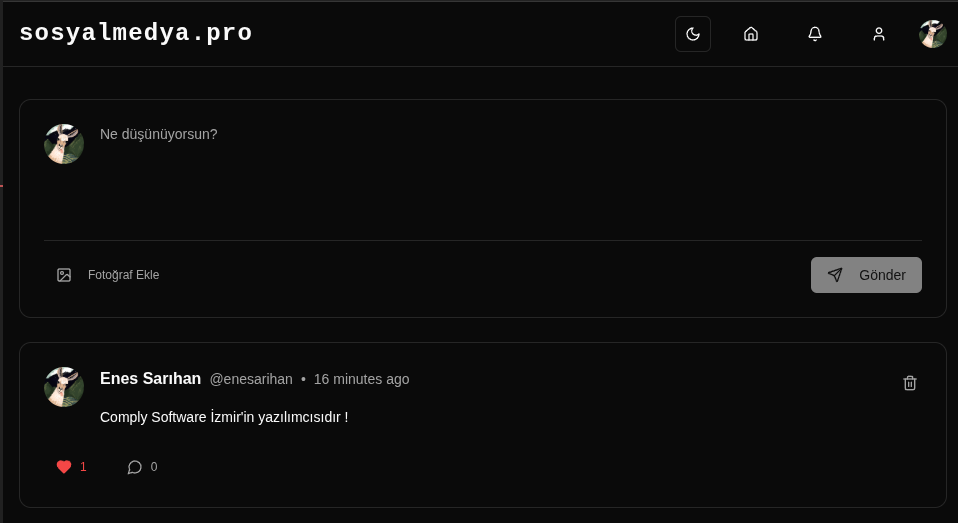 sosyalmedya.pro
Ne düşünüyorsun?
Fotoğraf Ekle
Gönder
Enes Sarıhan @enesarihan • 16 minutes ago
Comply Software İzmir'in yazılımcısıdır !
1 0